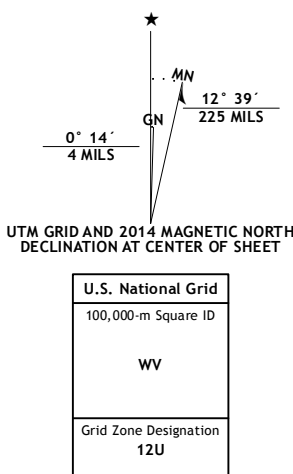 ★
MN
12° 39´
225 MILS
GN
0° 14´
4 MILS
UTM GRID AND 2014 MAGNETIC NORTH
DECLINATION AT CENTER OF SHEET
U.S. National Grid
100,000-m Square ID
WV
Grid Zone Designation
12U